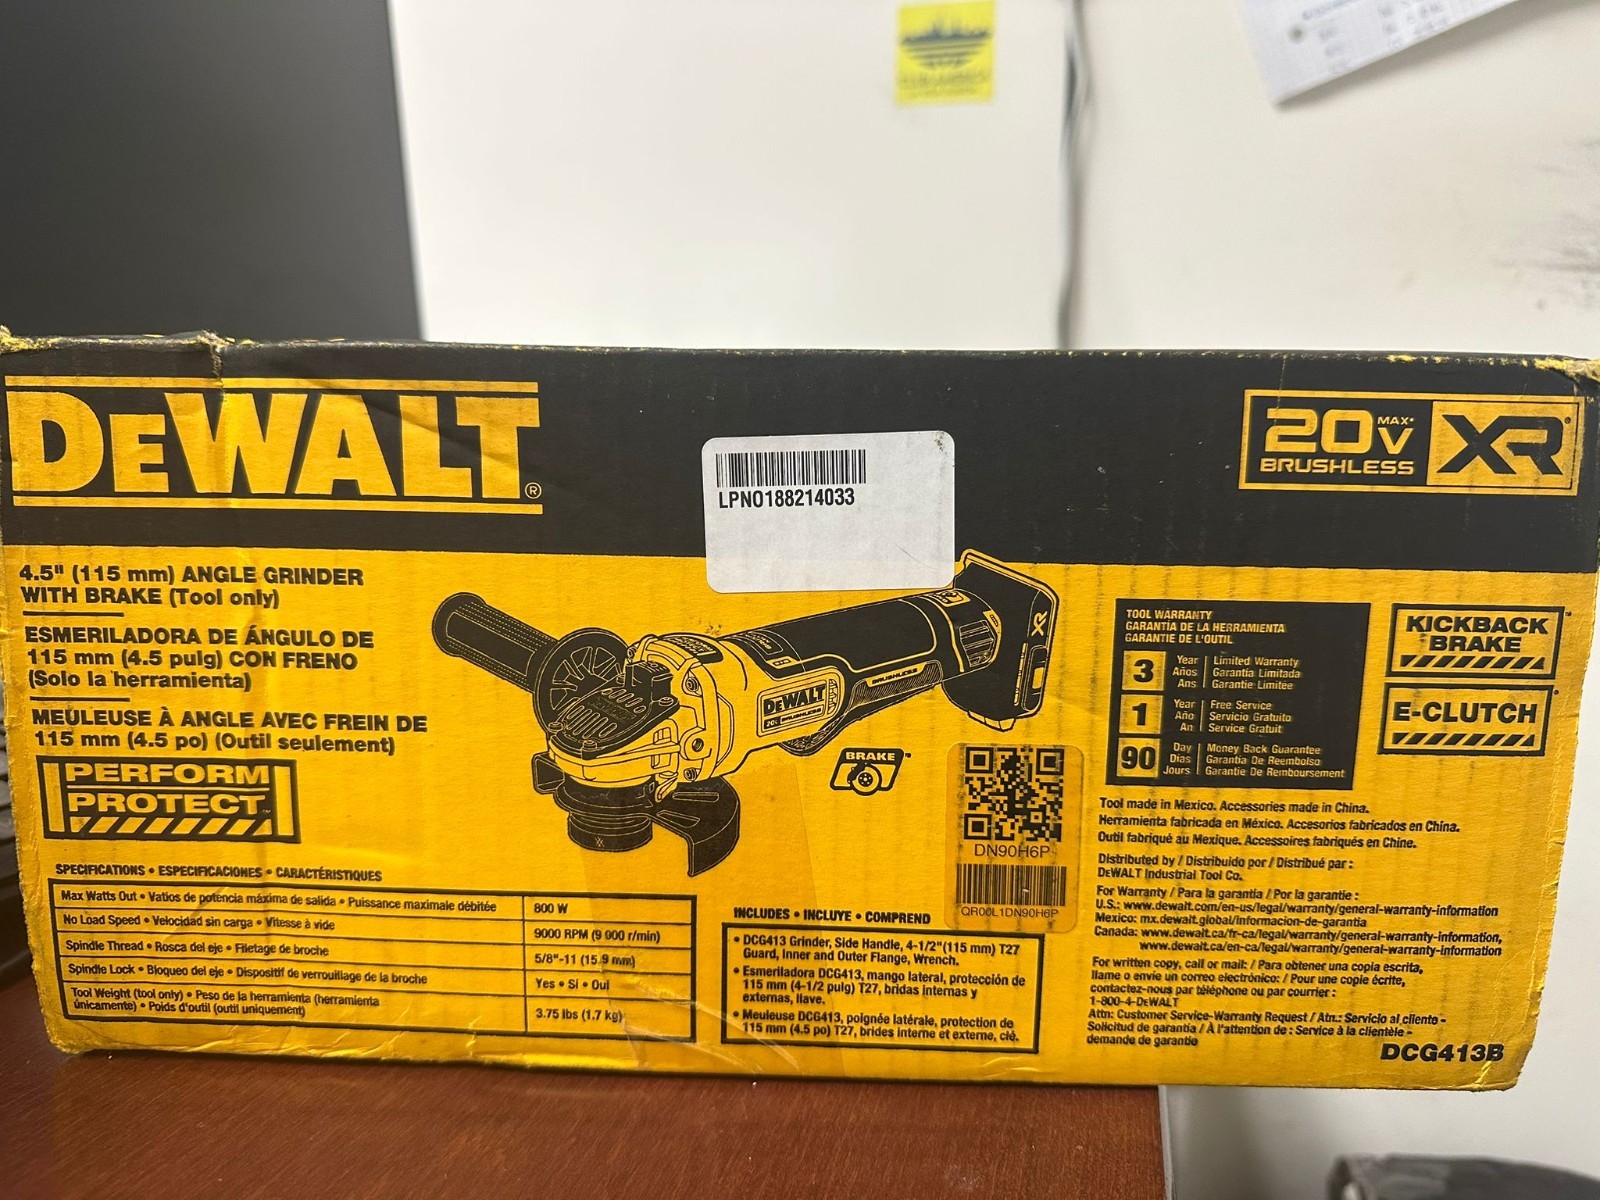 DEWALT®
20V MAX* BRUSHLESS XR®
LPNO188214033
4.5" (115 mm) ANGLE GRINDER
WITH BRAKE (Tool only)
ESMERILADORA DE ÁNGULO DE
115 mm (4.5 pulg) CON FRENO
(Solo la herramienta)
MEULEUSE À ANGLE AVEC FREIN DE
115 mm (4.5 po) (Outil seulement)
PERFORM
PROTECT™
SPECIFICATIONS • ESPECIFICACIONES • CARACTÉRISTIQUES
Max Watts Out • Vatios de potencia máxima de salida • Puissance maximale débitée 800 W
No Load Speed • Velocidad sin carga • Vitesse à vide 9000 RPM (9 900 r/min)
Spindle Thread • Rosca del eje • Filetage de broche 5/8"-11 (15.9 mm)
Spindle Lock • Bloqueo del eje • Dispositif de verrouillage de la broche Yes • Sí • Oui
Tool Weight (tool only) • Peso de la herramienta (herramienta
únicamente) • Poids d'outil (outil uniquement) 3.75 lbs (1,7 kg)
XR
BRUSHLESS
DEWALT
20V BRUSHLESS
BRAKE™
DN90H6P
QR00L1DN90H6P
INCLUDES • INCLUYE • COMPREND
• DCG413 Grinder, Side Handle, 4-1/2"(115 mm) T27
Guard, Inner and Outer Flange, Wrench.
• Esmeriladora DCG413, mango lateral, protección de
115 mm (4-1/2 pulg) T27, bridas internas y
externas, llave.
• Meuleuse DCG413, poignée latérale, protection de
115 mm (4.5 po) T27, brides interne et externe, clé.
TOOL WARRANTY
GARANTÍA DE LA HERRAMIENTA
GARANTIE DE L'OUTIL
3 Year Años Ans Limited Warranty Garantía Limitada Garantie Limitée
1 Year Año An Free Service Servicio Gratuito Service Gratuit
90 Day Días Jours Money Back Guarantee Garantía De Reembolso Garantie De Remboursement
KICKBACK
BRAKE™
E-CLUTCH™
Tool made in Mexico. Accessories made in China.
Herramienta fabricada en México. Accesorios fabricados en China.
Outil fabriqué au Mexique. Accessoires fabriqués en Chine.
Distributed by / Distribuido por / Distribué par :
DEWALT Industrial Tool Co.
For Warranty / Para la garantía / Por la garantie :
U.S.: www.dewalt.com/en-us/legal/warranty/general-warranty-information
Mexico: mx.dewalt.global/informacion-de-garantia
Canada: www.dewalt.ca/fr-ca/legal/warranty/general-warranty-information,
www.dewalt.ca/en-ca/legal/warranty/general-warranty-information
For written copy, call or mail: / Para obtener una copia escrita,
llame o envíe un correo electrónico: / Pour une copie écrite,
contactez-nous par téléphone ou par courrier :
1-800-4-DEWALT
Attn: Customer Service-Warranty Request / Atn.: Servicio al cliente -
Solicitud de garantía / À l'attention de : Service à la clientèle -
demande de garantie
DCG413B